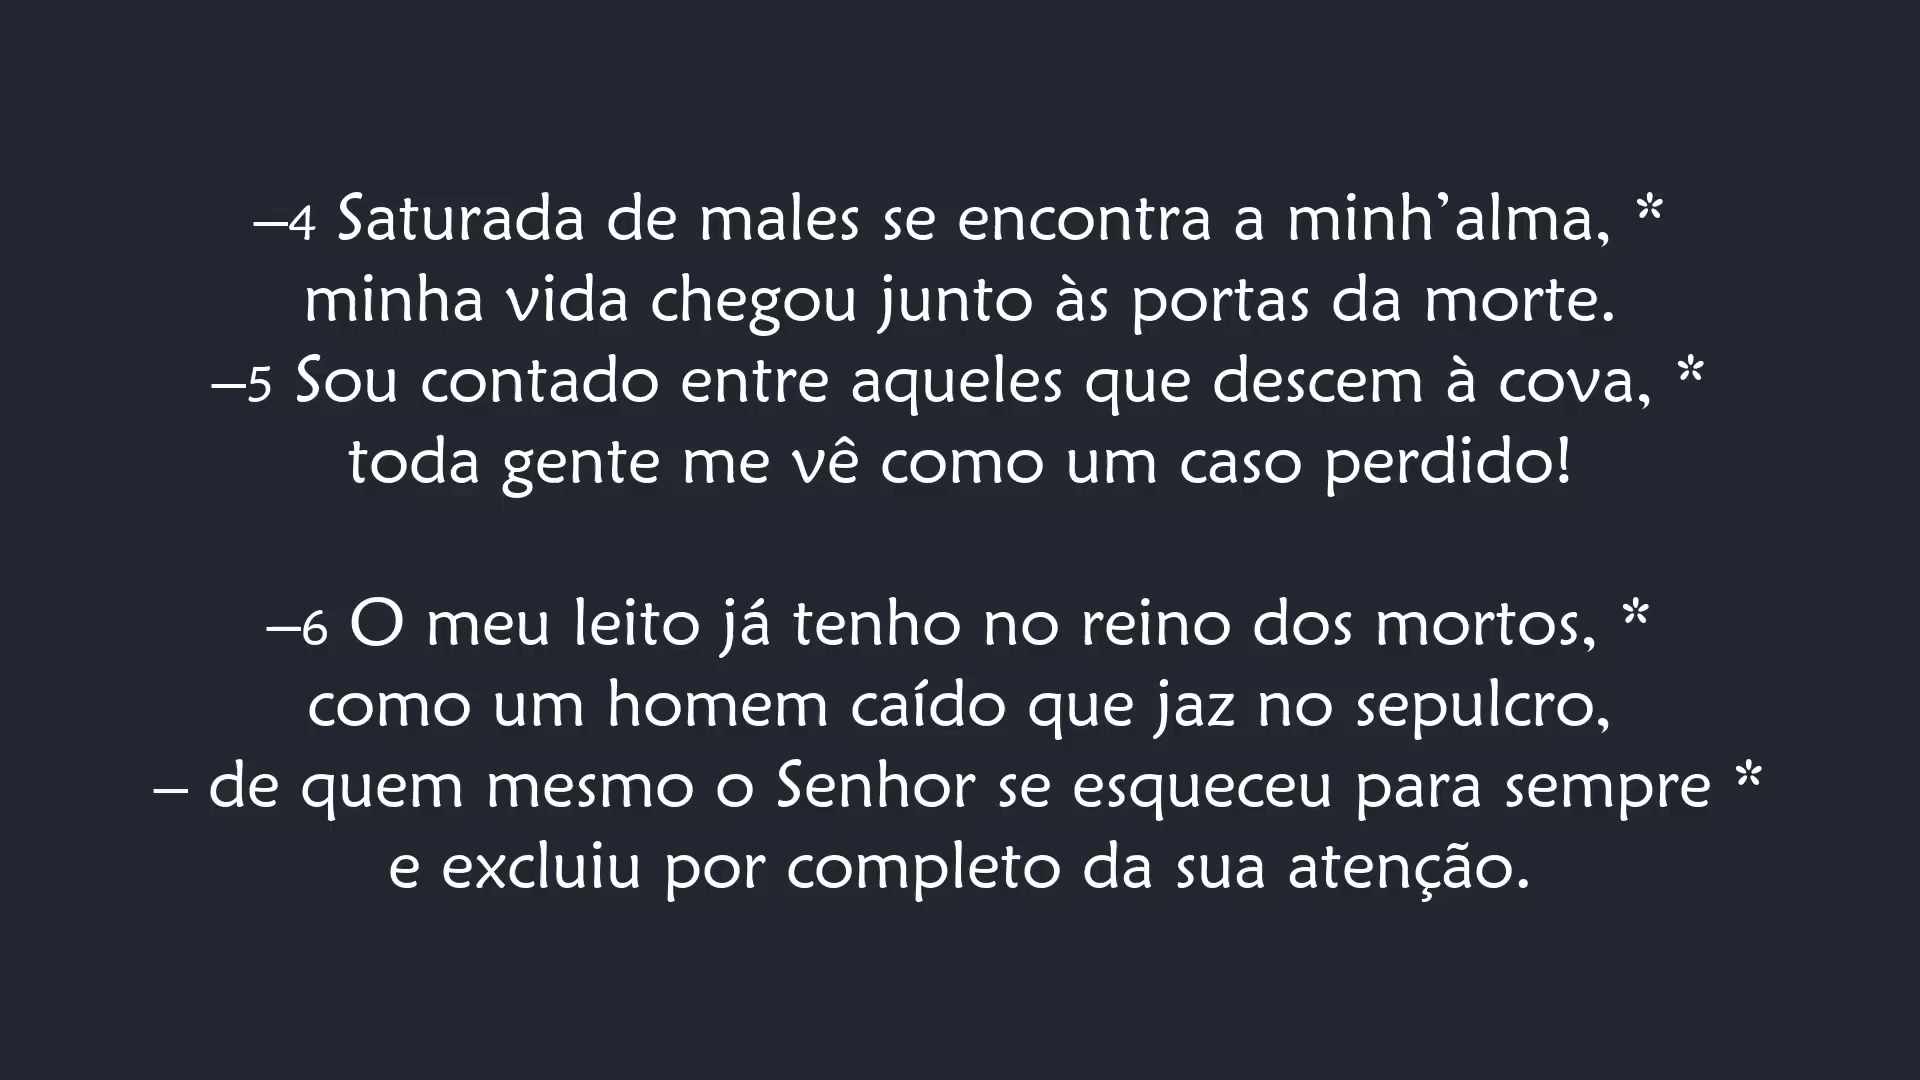 –4 Saturada de males se encontra a minh’alma, *
minha vida chegou junto às portas da morte.
–5 Sou contado entre aqueles que descem à cova, *
toda gente me vê como um caso perdido!
–6 O meu leito já tenho no reino dos mortos, *
como um homem caído que jaz no sepulcro,
– de quem mesmo o Senhor se esqueceu para sempre *
e excluiu por completo da sua atenção.